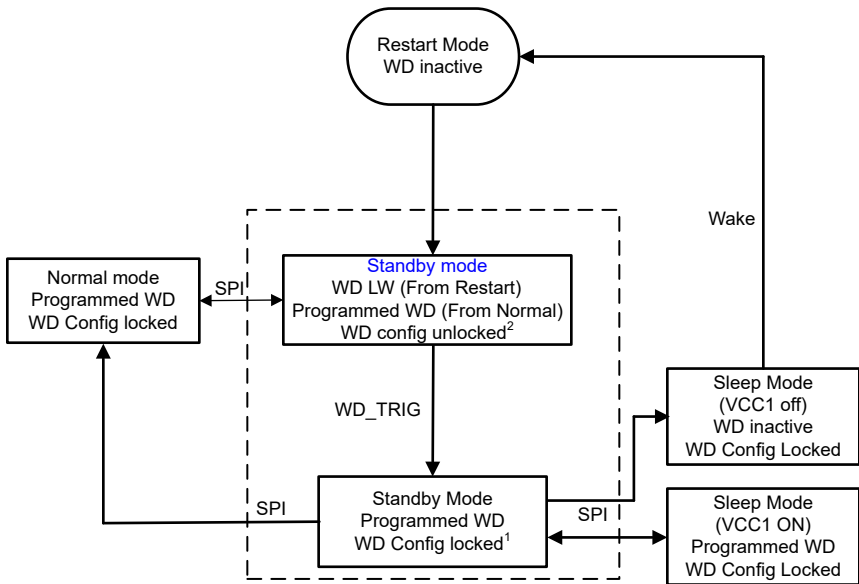 Restart Mode
WD inactive
Wake
Standby mode
WD LW (From Restart)
Programmed WD (From Normal)
WD config unlocked²
Normal mode
Programmed WD
WD Config locked
SPI
WD_TRIG
Sleep Mode
(VCC1 off)
WD inactive
WD Config Locked
Standby Mode
Programmed WD
WD Config locked¹
SPI
SPI
Sleep Mode
(VCC1 ON)
Programmed WD
WD Config Locked